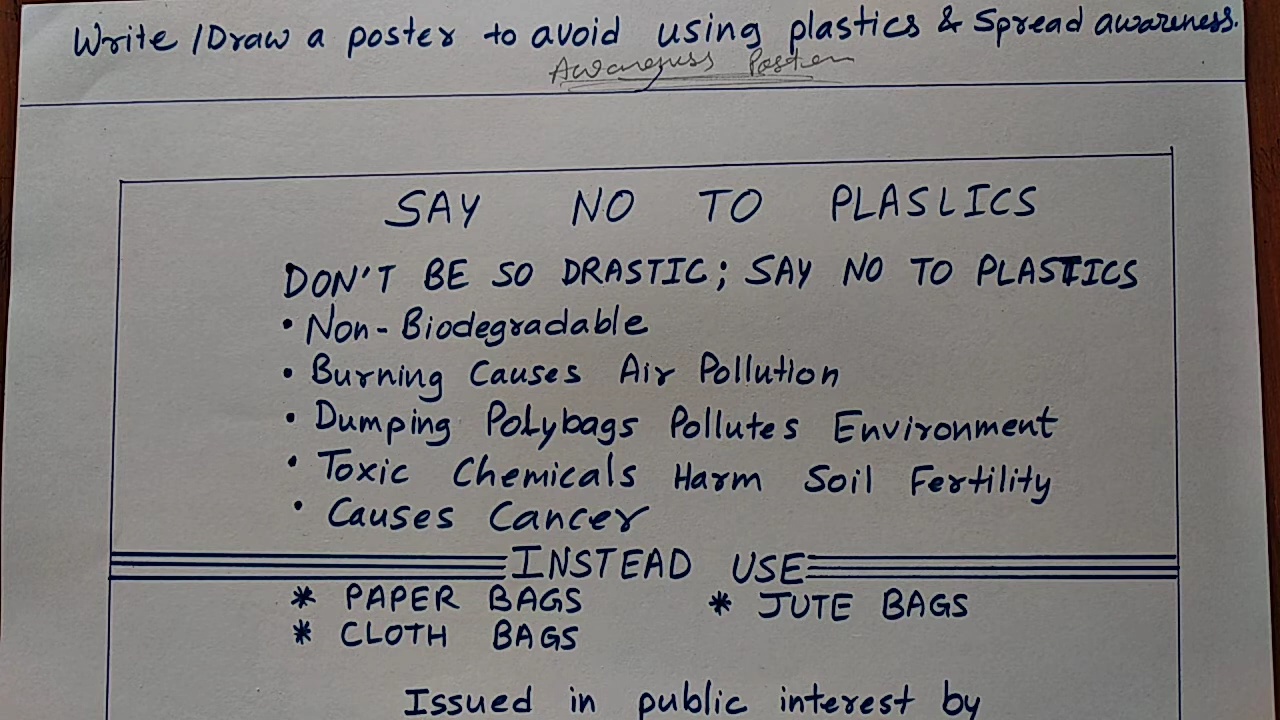 Write /Draw a poster to avoid using plastics & Spread awareness.
Awareness Poster
SAY NO TO PLASLICS
DON'T BE SO DRASTIC; SAY NO TO PLASTICS
• Non-Biodegradable
• Burning Causes Air Pollution
• Dumping Polybags Pollutes Environment
• Toxic Chemicals Harm Soil Fertility
• Causes Cancer
INSTEAD USE
* PAPER BAGS * JUTE BAGS
* CLOTH BAGS
Issued in public interest by